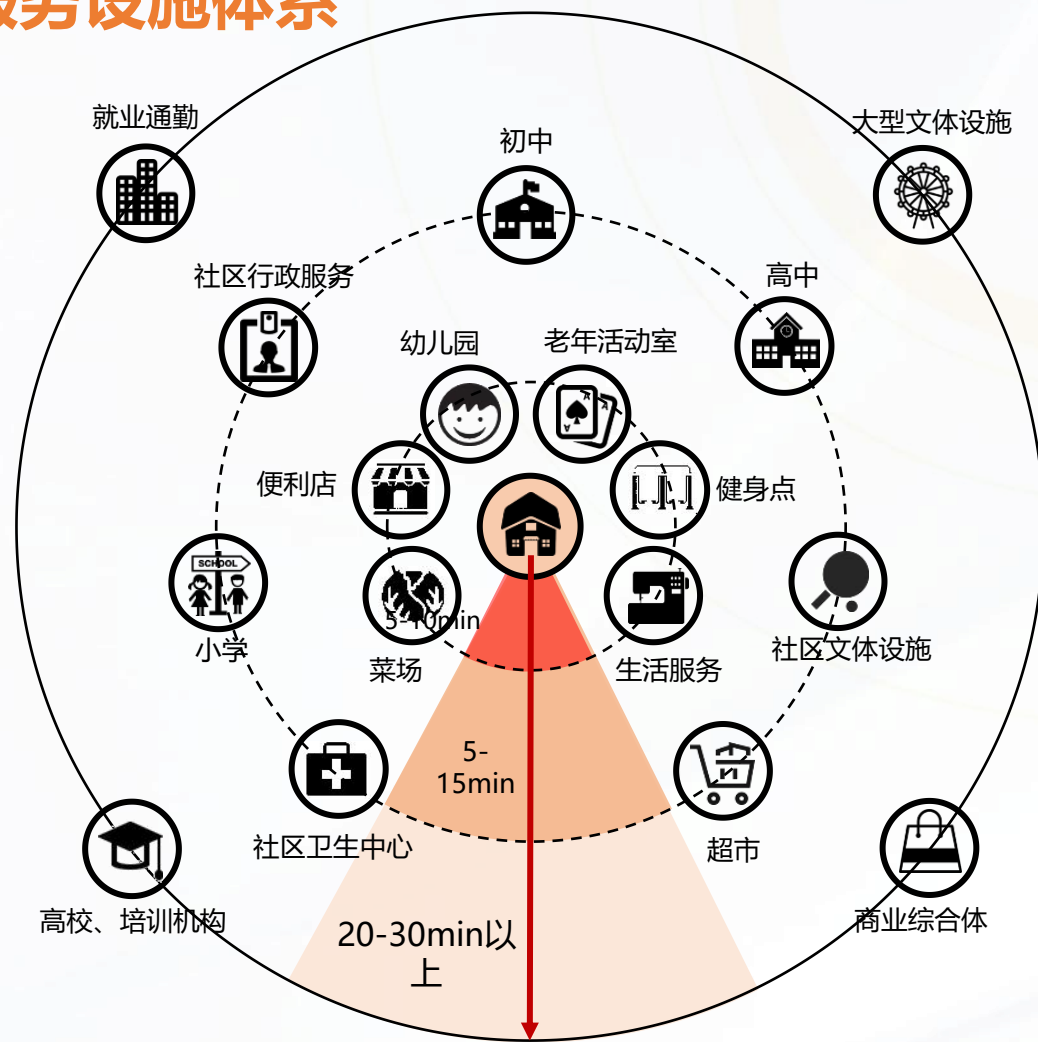 服务设施体系
就业通勤
大型文体设施
初中
社区行政服务
高中
幼儿园
老年活动室
便利店
健身点
SCHOOL
5-10min
小学
菜场
生活服务
社区文体设施
5-
15min
社区卫生中心
超市
高校、培训机构
20-30min以
上
商业综合体